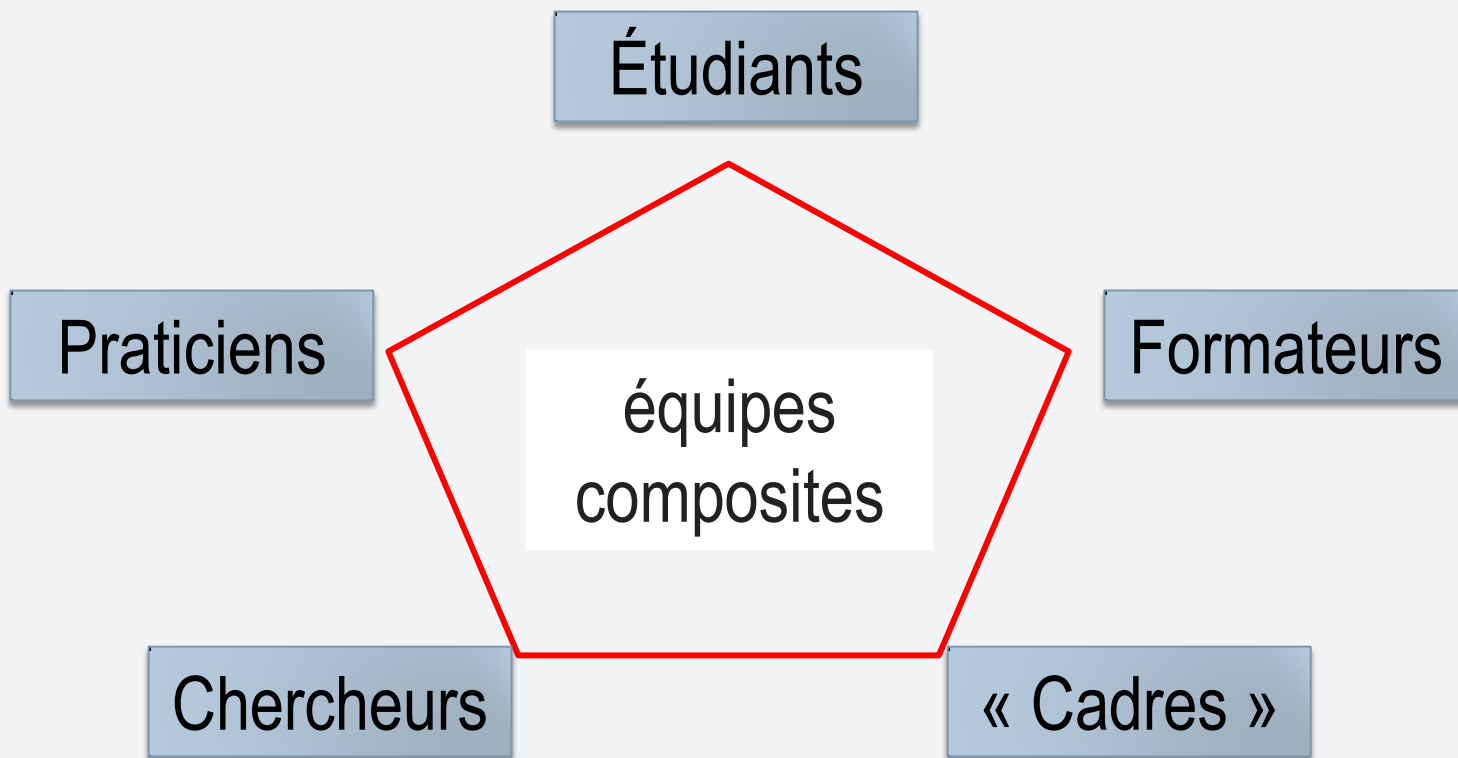 Étudiants
Praticiens
Formateurs
équipes
composites
Chercheurs
« Cadres »